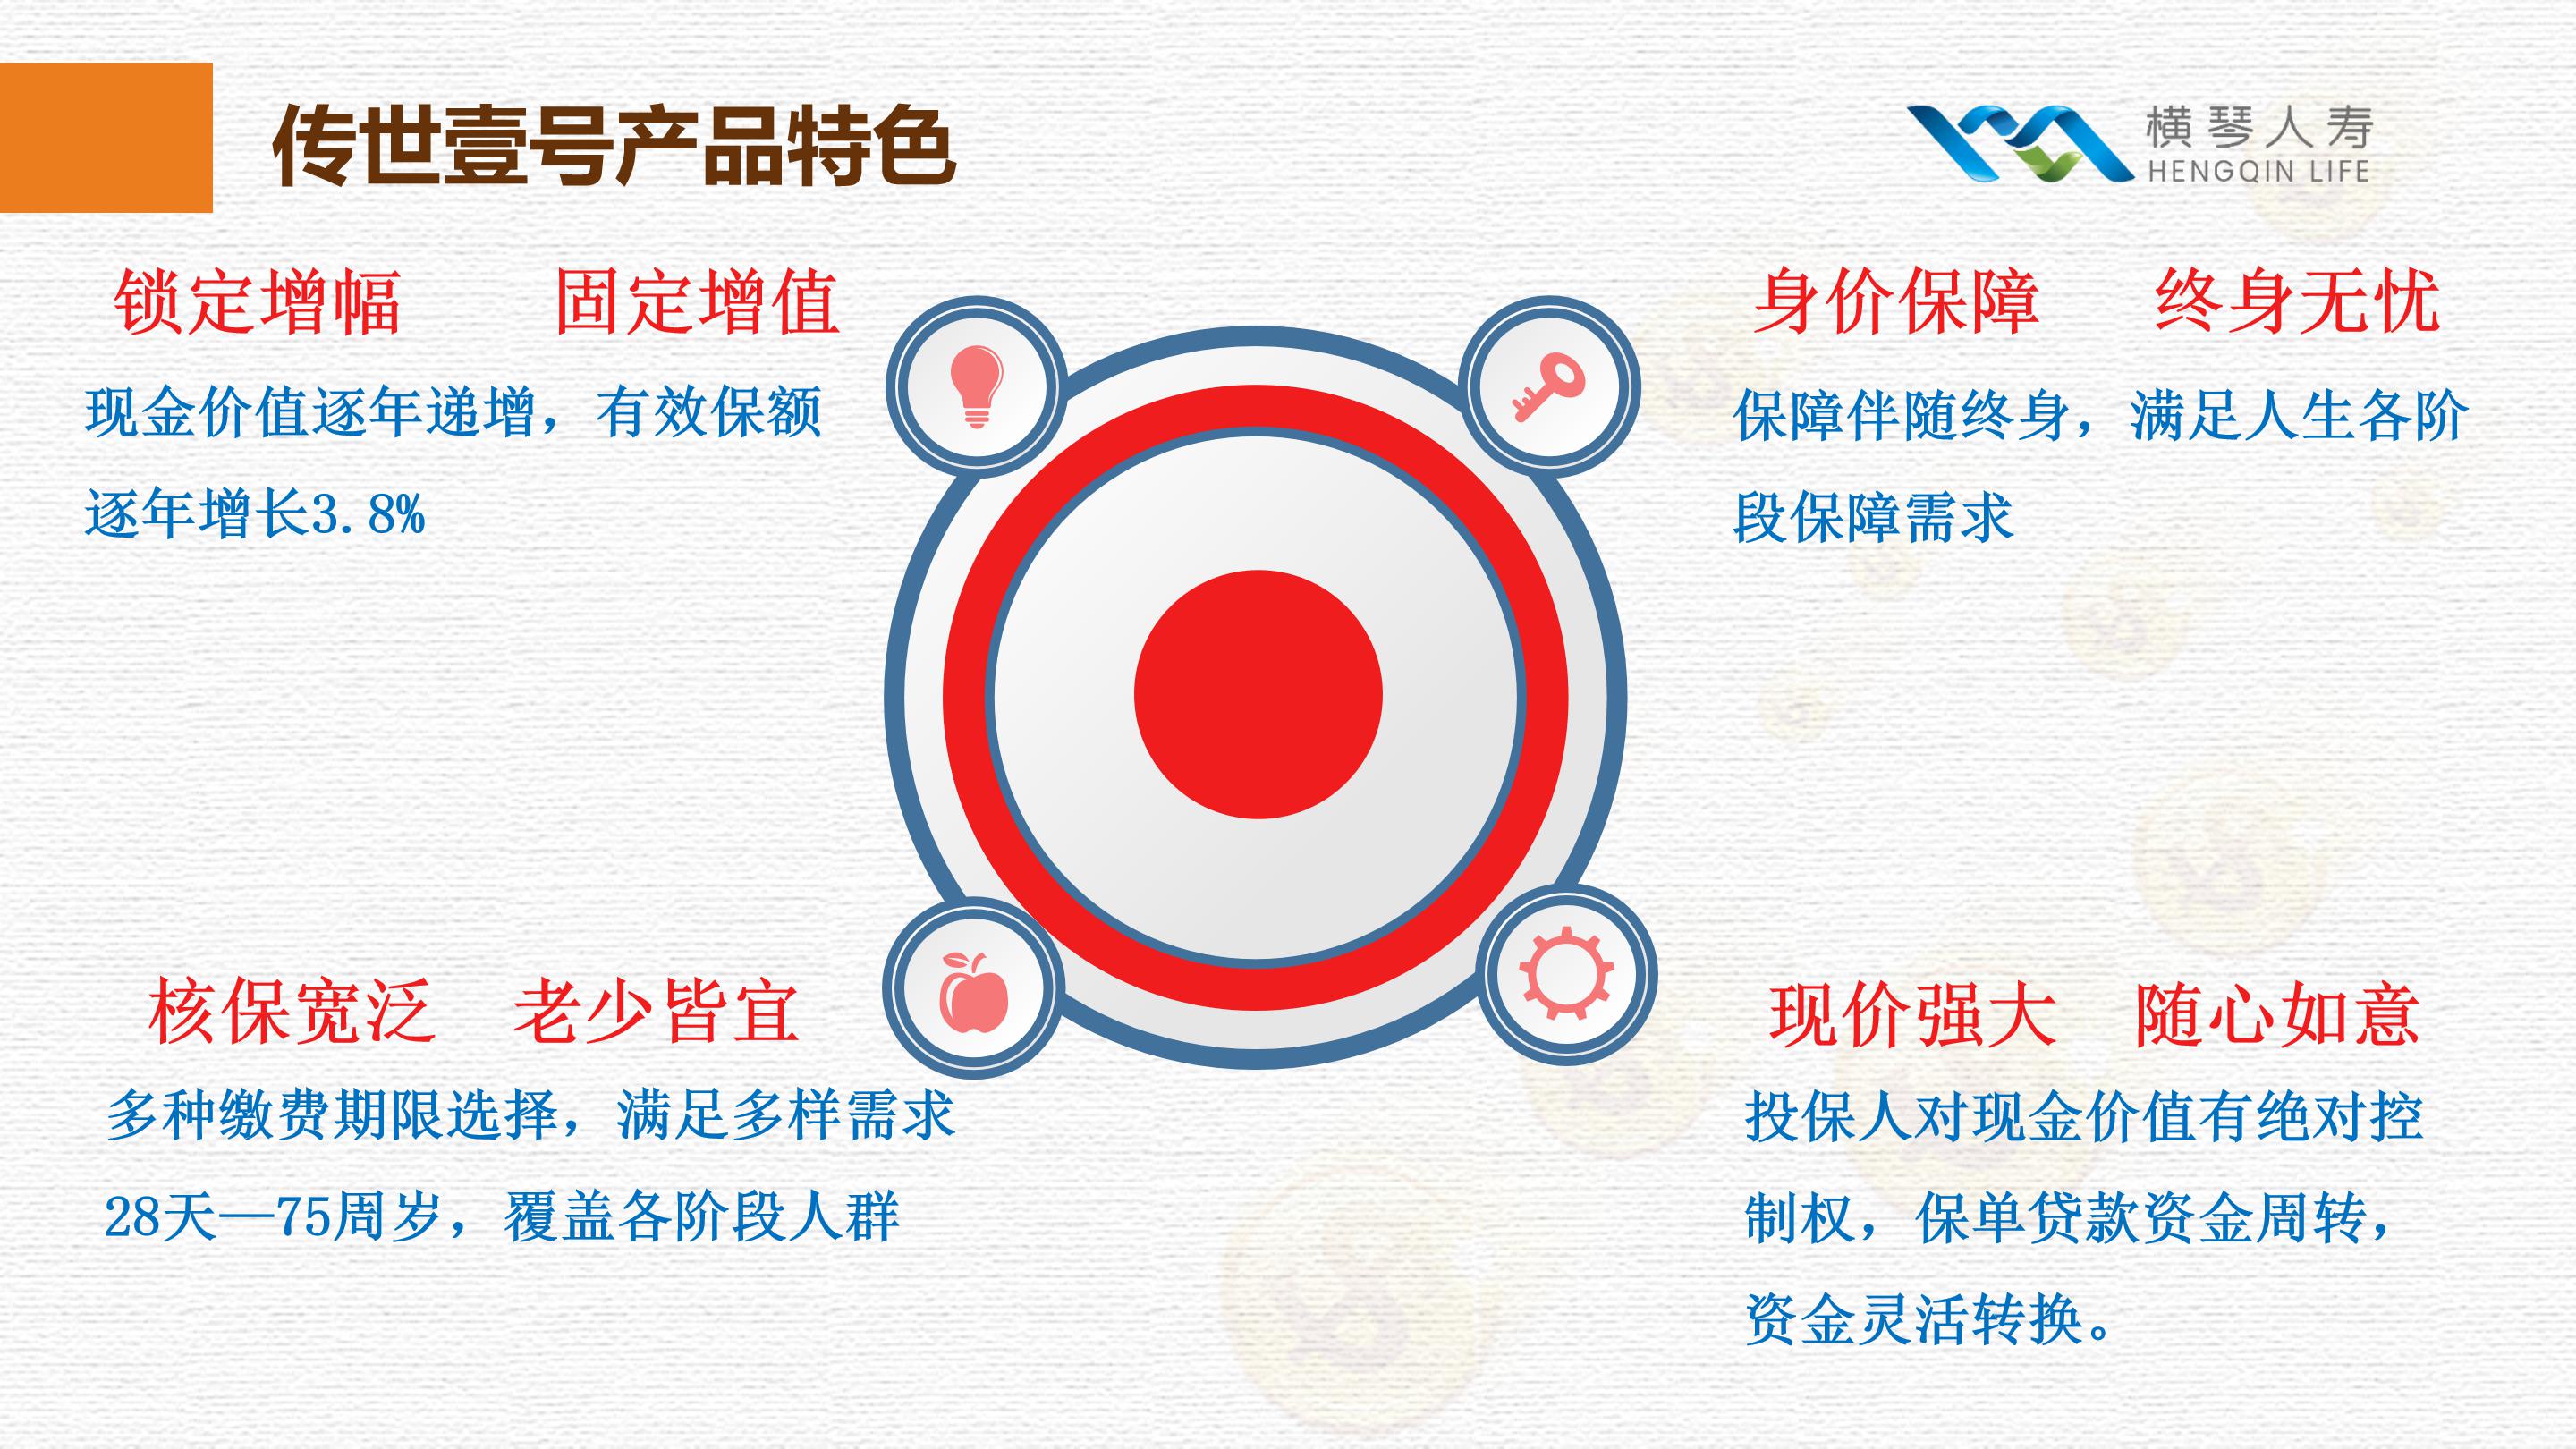 传世壹号产品特色
横琴人寿
HENGQIN LIFE
锁定增幅 固定增值
现金价值逐年递增，有效保额
逐年增长3.8%
身价保障 终身无忧
保障伴随终身，满足人生各阶
段保障需求
核保宽泛 老少皆宜
多种缴费期限选择，满足多样需求
28天—75周岁，覆盖各阶段人群
现价强大 随心如意
投保人对现金价值有绝对控
制权，保单贷款资金周转，
资金灵活转换。